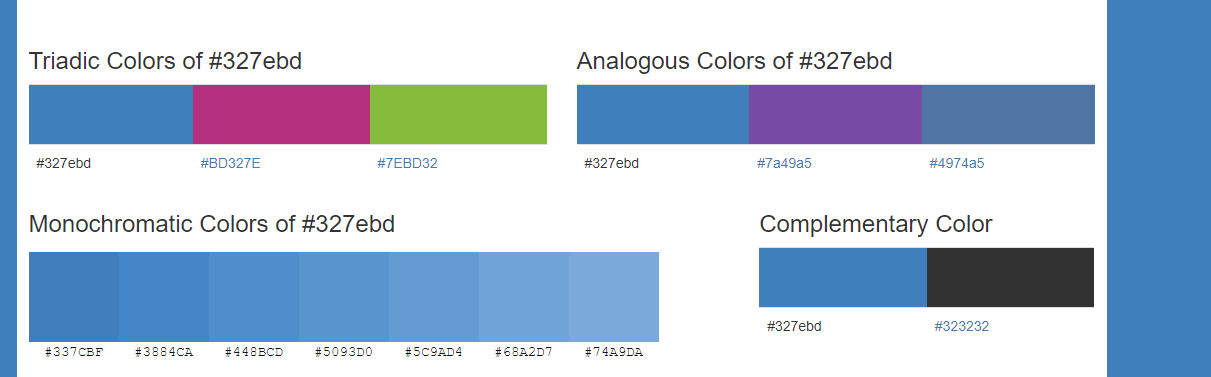 Triadic Colors of #327ebd
#327ebd #BD327E #7EBD32
Analogous Colors of #327ebd
#327ebd #7a49a5 #4974a5
Monochromatic Colors of #327ebd
#337CBF #3884CA #448BCD #5093D0 #5C9AD4 #68A2D7 #74A9DA
Complementary Color
#327ebd #323232